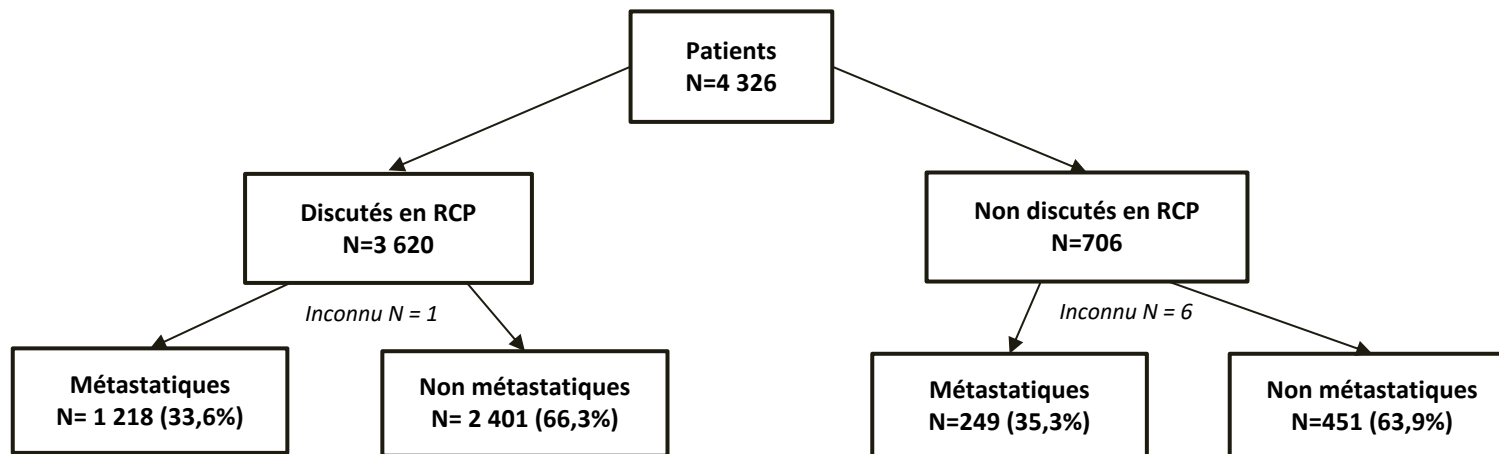 Patients
N=4 326
Discutés en RCP
N=3 620
Non discutés en RCP
N=706
Inconnu N = 1
Inconnu N = 6
Métastatiques
N= 1 218 (33,6%)
Non métastatiques
N= 2 401 (66,3%)
Métastatiques
N=249 (35,3%)
Non métastatiques
N=451 (63,9%)